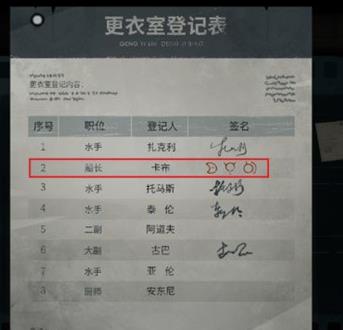 更衣室登记表
更衣室登记内容:
序号 职位 登记人 签名
1 水手 扎克利
2 船长 卡布
3 水手 托马斯
4 水手 泰伦
5 二副 阿道夫
6 大副 古巴
7 水手 亚伦
8 厨师 安东尼